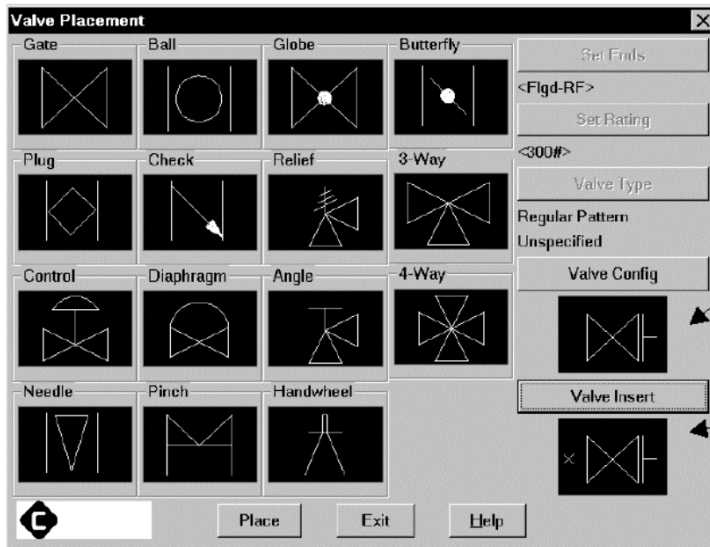 Valve Placement
Gate Ball Globe Butterfly
Set Ends
<Flgd-RF>
Set Rating
<300#>
Plug Check Relief 3-Way
Valve Type
Regular Pattern
Unspecified
Control Diaphragm Angle 4-Way
Valve Config
Needle Pinch Handwheel
Valve Insert
C
Place Exit Help